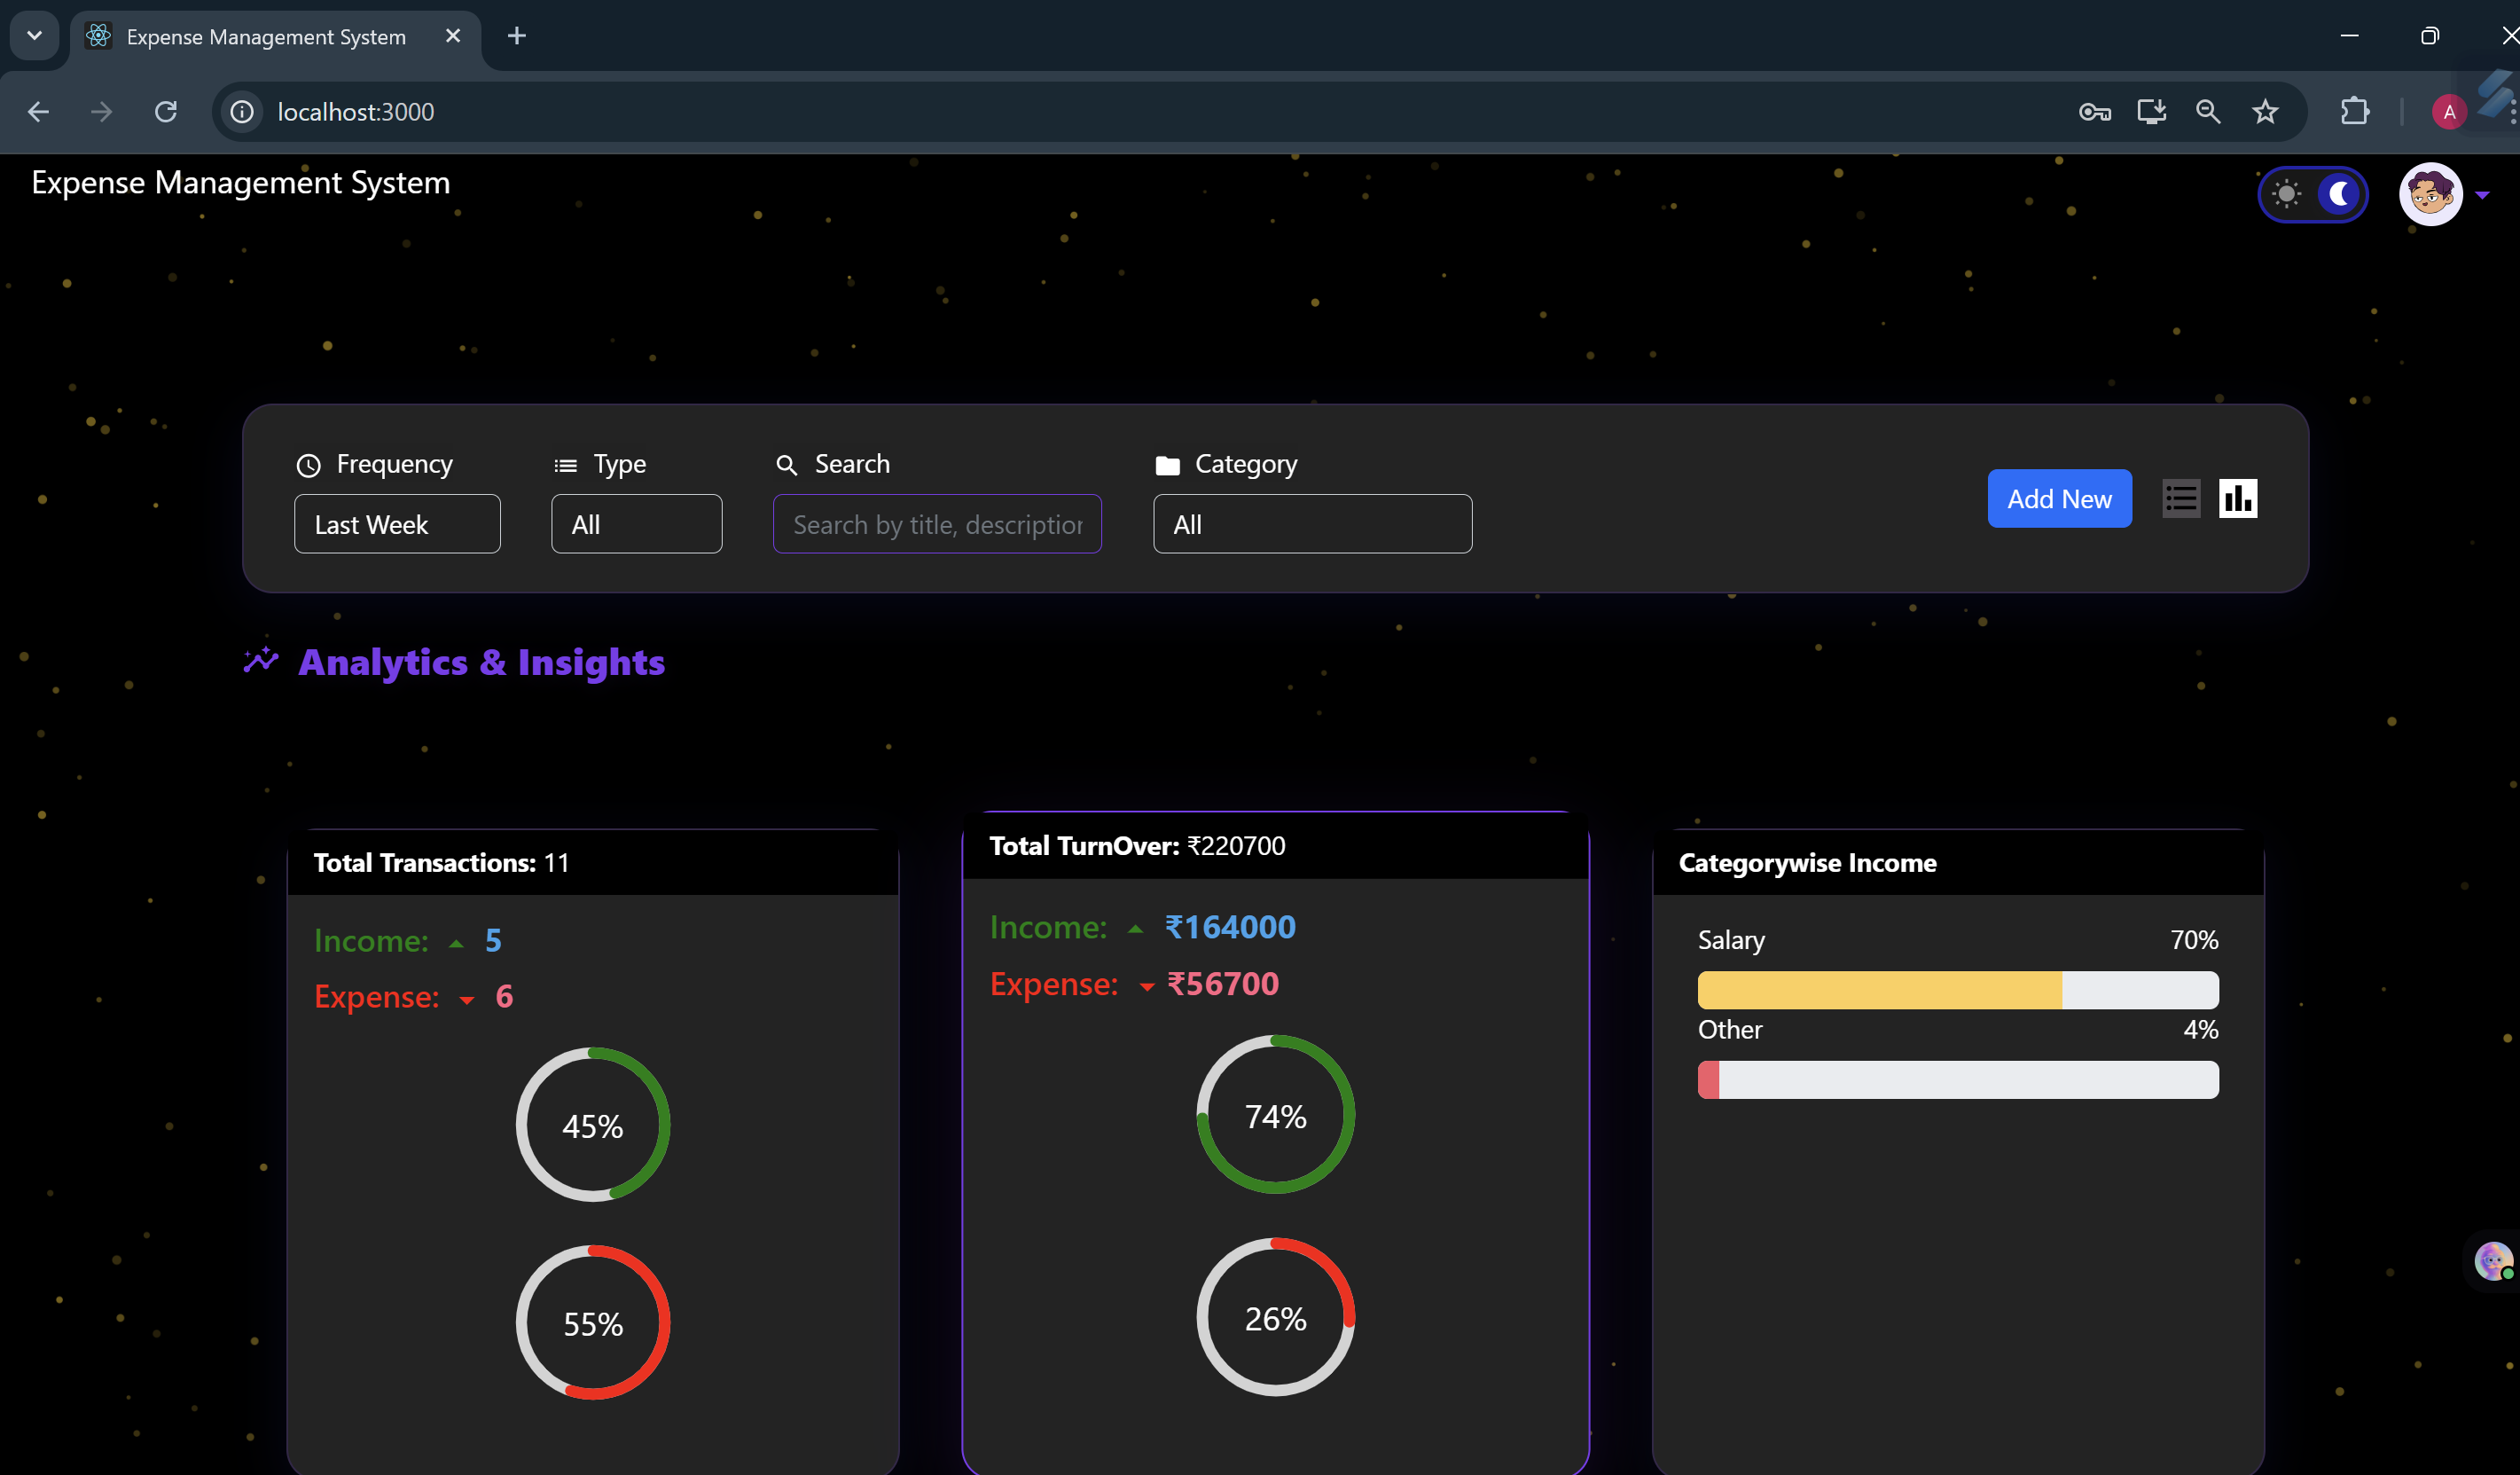 Expense Management System
localhost:3000
A
Expense Management System
Frequency
Type
Search
Category
Last Week
All
Search by title, description
All
Add New
Analytics & Insights
Total Transactions: 11
Income: 5
Expense: 6
45%
55%
Total TurnOver: ₹220700
Income: ₹164000
Expense: ₹56700
74%
26%
Categorywise Income
Salary 70%
Other 4%